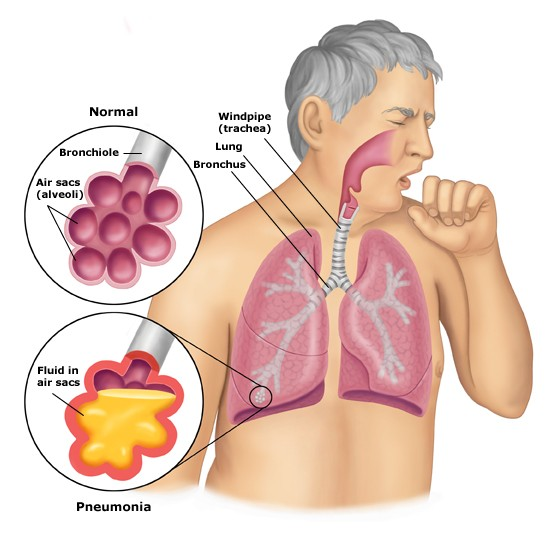 Normal
Bronchiole
Air sacs
(alveoli)
Windpipe
(trachea)
Lung
Bronchus
Fluid in
air sacs
Pneumonia